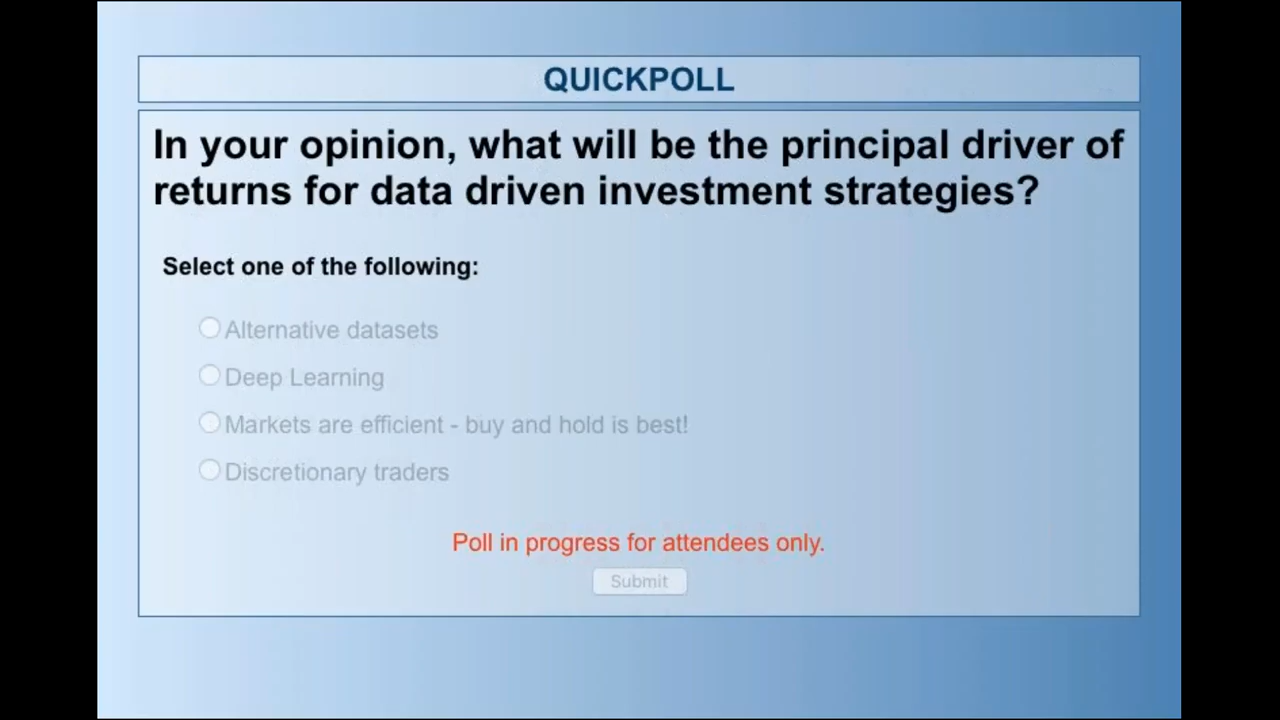 QUICKPOLL
In your opinion, what will be the principal driver of
returns for data driven investment strategies?
Select one of the following:
Alternative datasets
Deep Learning
Markets are efficient - buy and hold is best!
Discretionary traders
Poll in progress for attendees only.
Submit